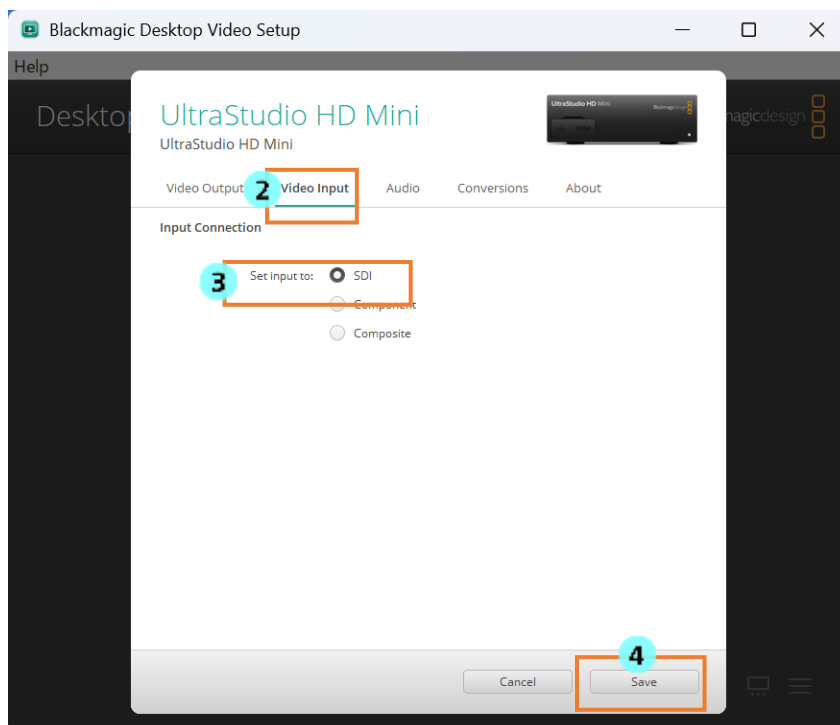 Blackmagic Desktop Video Setup
Help
Desktop
magicdesign
UltraStudio HD Mini
UltraStudio HD Mini
UltraStudio HD Mini
Blackmagicdesign
Video Output
2
Video Input
Audio
Conversions
About
Input Connection
3
Set input to:
SDI
Component
Composite
4
Cancel
Save